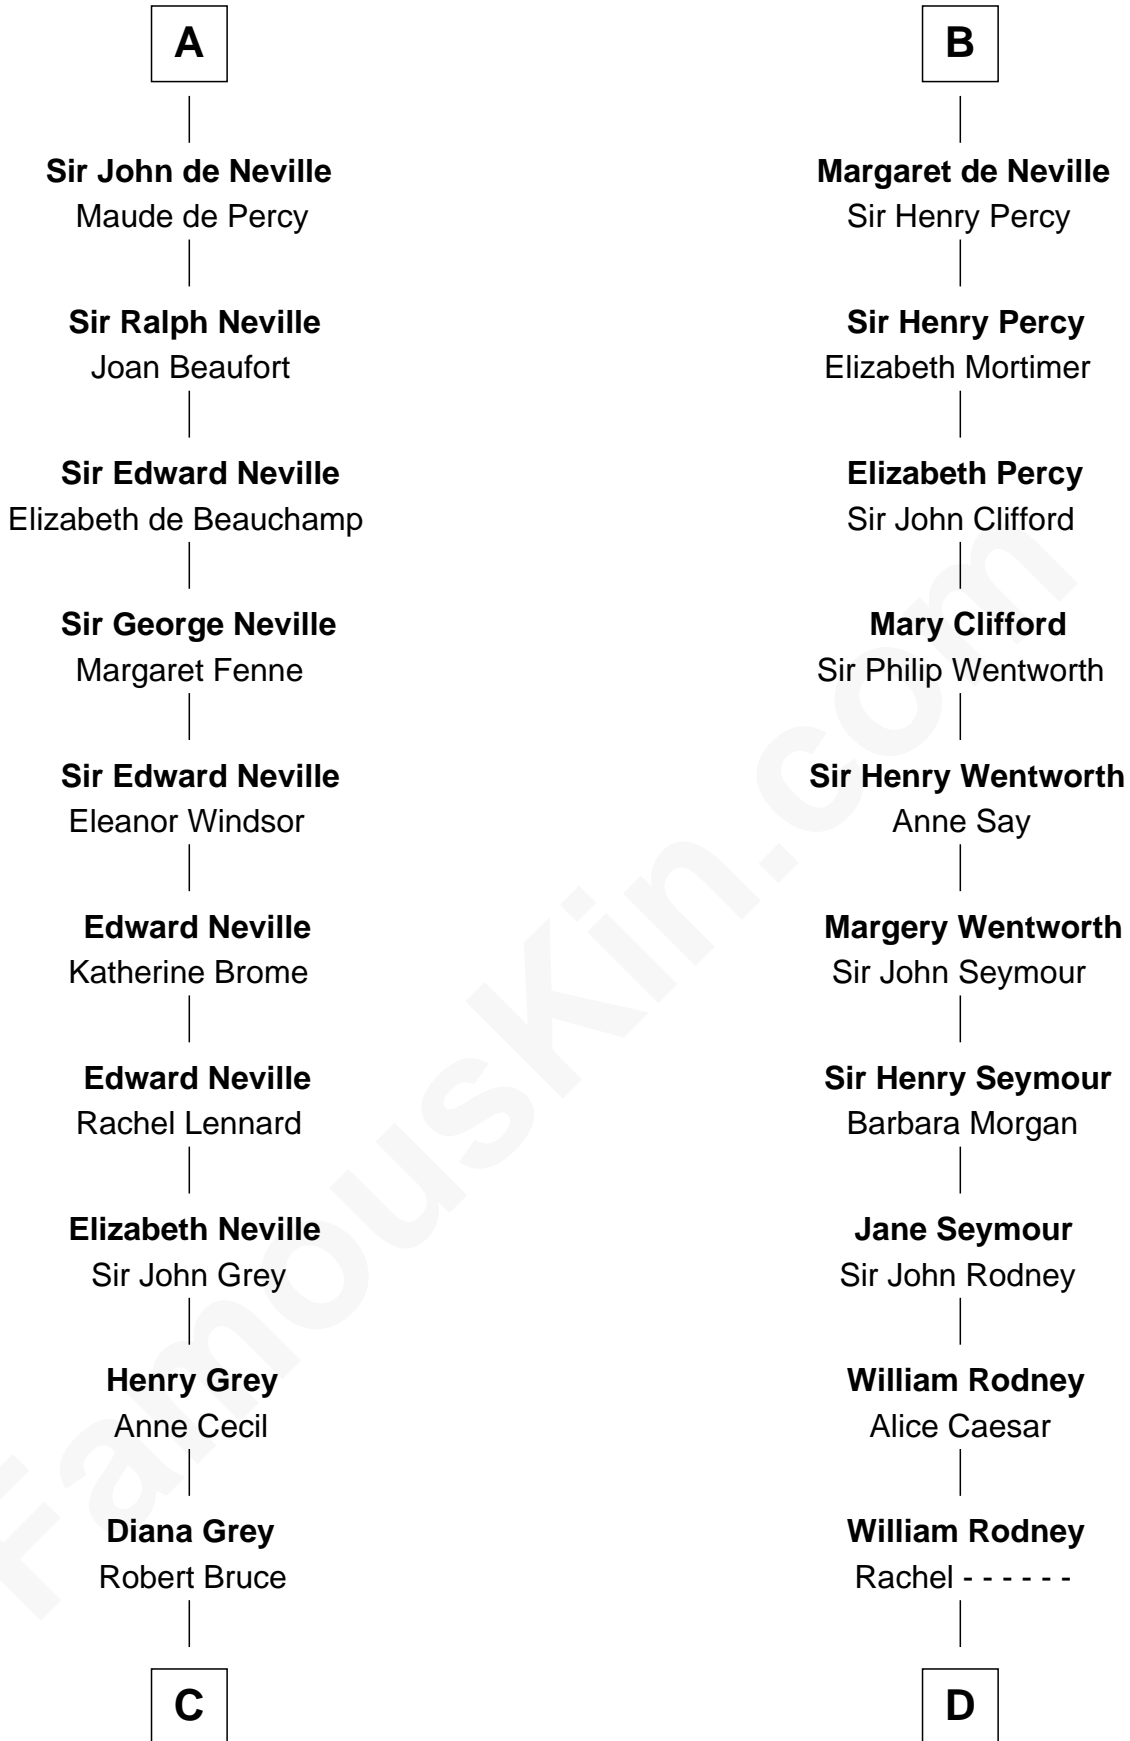 A
Sir John de Neville
Maude de Percy
Sir Ralph Neville
Joan Beaufort
Sir Edward Neville
Elizabeth de Beauchamp
Sir George Neville
Margaret Fenne
Sir Edward Neville
Eleanor Windsor
Edward Neville
Katherine Brome
Edward Neville
Rachel Lennard
Elizabeth Neville
Sir John Grey
Henry Grey
Anne Cecil
Diana Grey
Robert Bruce
C
B
Margaret de Neville
Sir Henry Percy
Sir Henry Percy
Elizabeth Mortimer
Elizabeth Percy
Sir John Clifford
Mary Clifford
Sir Philip Wentworth
Sir Henry Wentworth
Anne Say
Margery Wentworth
Sir John Seymour
Sir Henry Seymour
Barbara Morgan
Jane Seymour
Sir John Rodney
William Rodney
Alice Caesar
William Rodney
Rachel - - - - - -
D
FamousKin.com